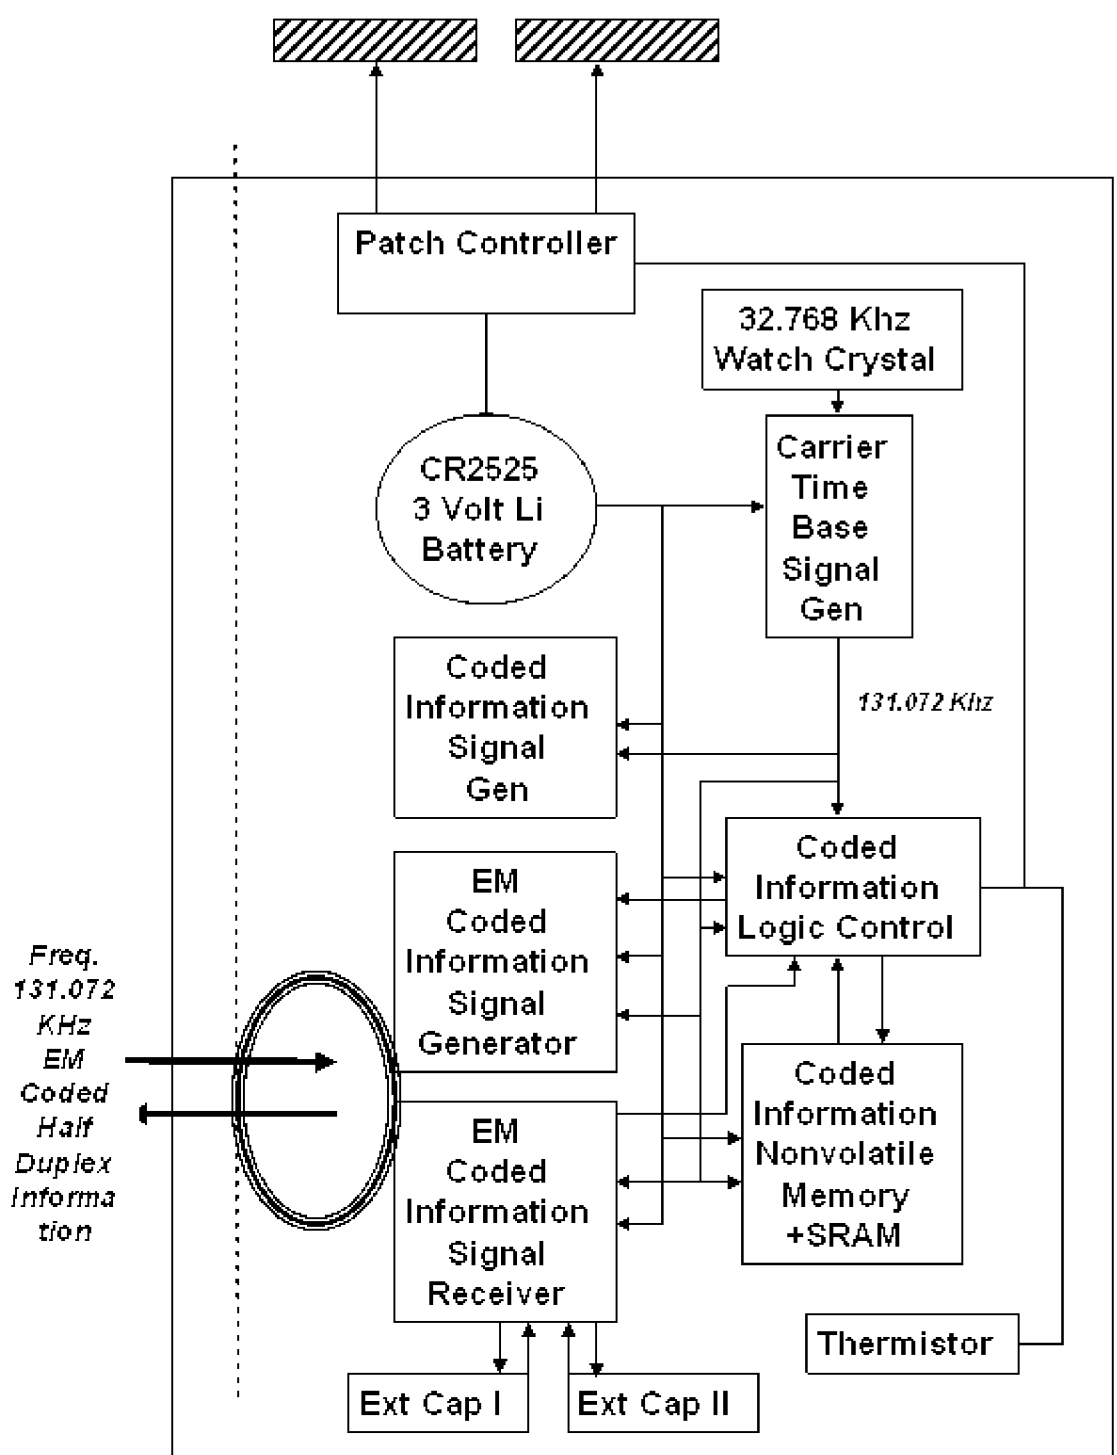 Patch Controller
32.768 Khz
Watch Crystal
CR2525
3 Volt Li
Battery
Carrier
Time
Base
Signal
Gen
Coded
Information
Signal
Gen
131.072 Khz
Coded
Information
Logic Control
EM
Coded
Information
Signal
Generator
Freq.
131.072
KHz
EM
Coded
Half
Duplex
Informa
tion
Coded
Information
Nonvolatile
Memory
+SRAM
EM
Coded
Information
Signal
Receiver
Thermistor
Ext Cap I
Ext Cap II